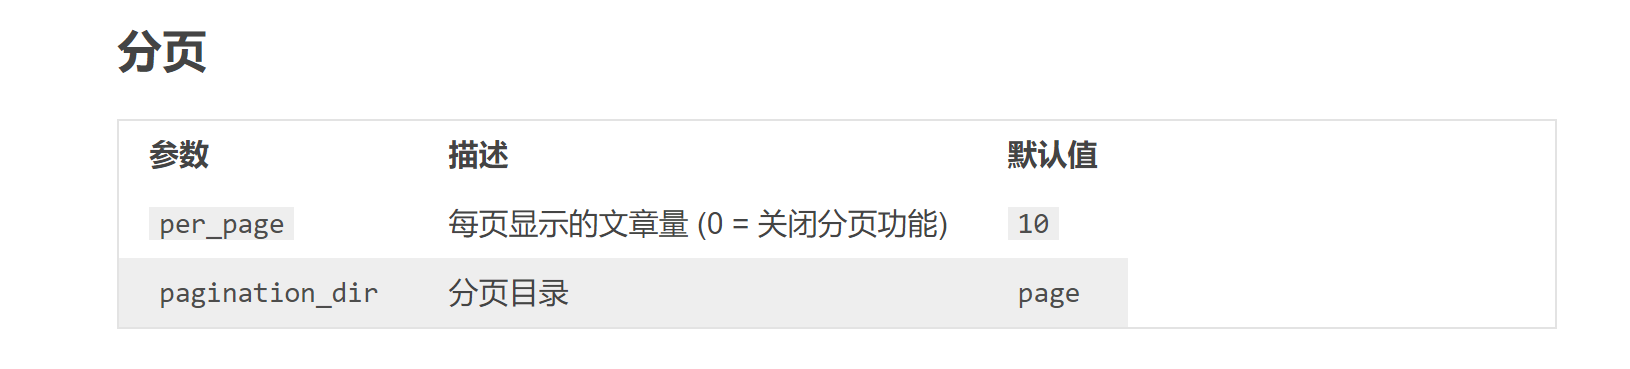 分页
参数 描述 默认值
per_page 每页显示的文章量 (0 = 关闭分页功能) 10
pagination_dir 分页目录 page